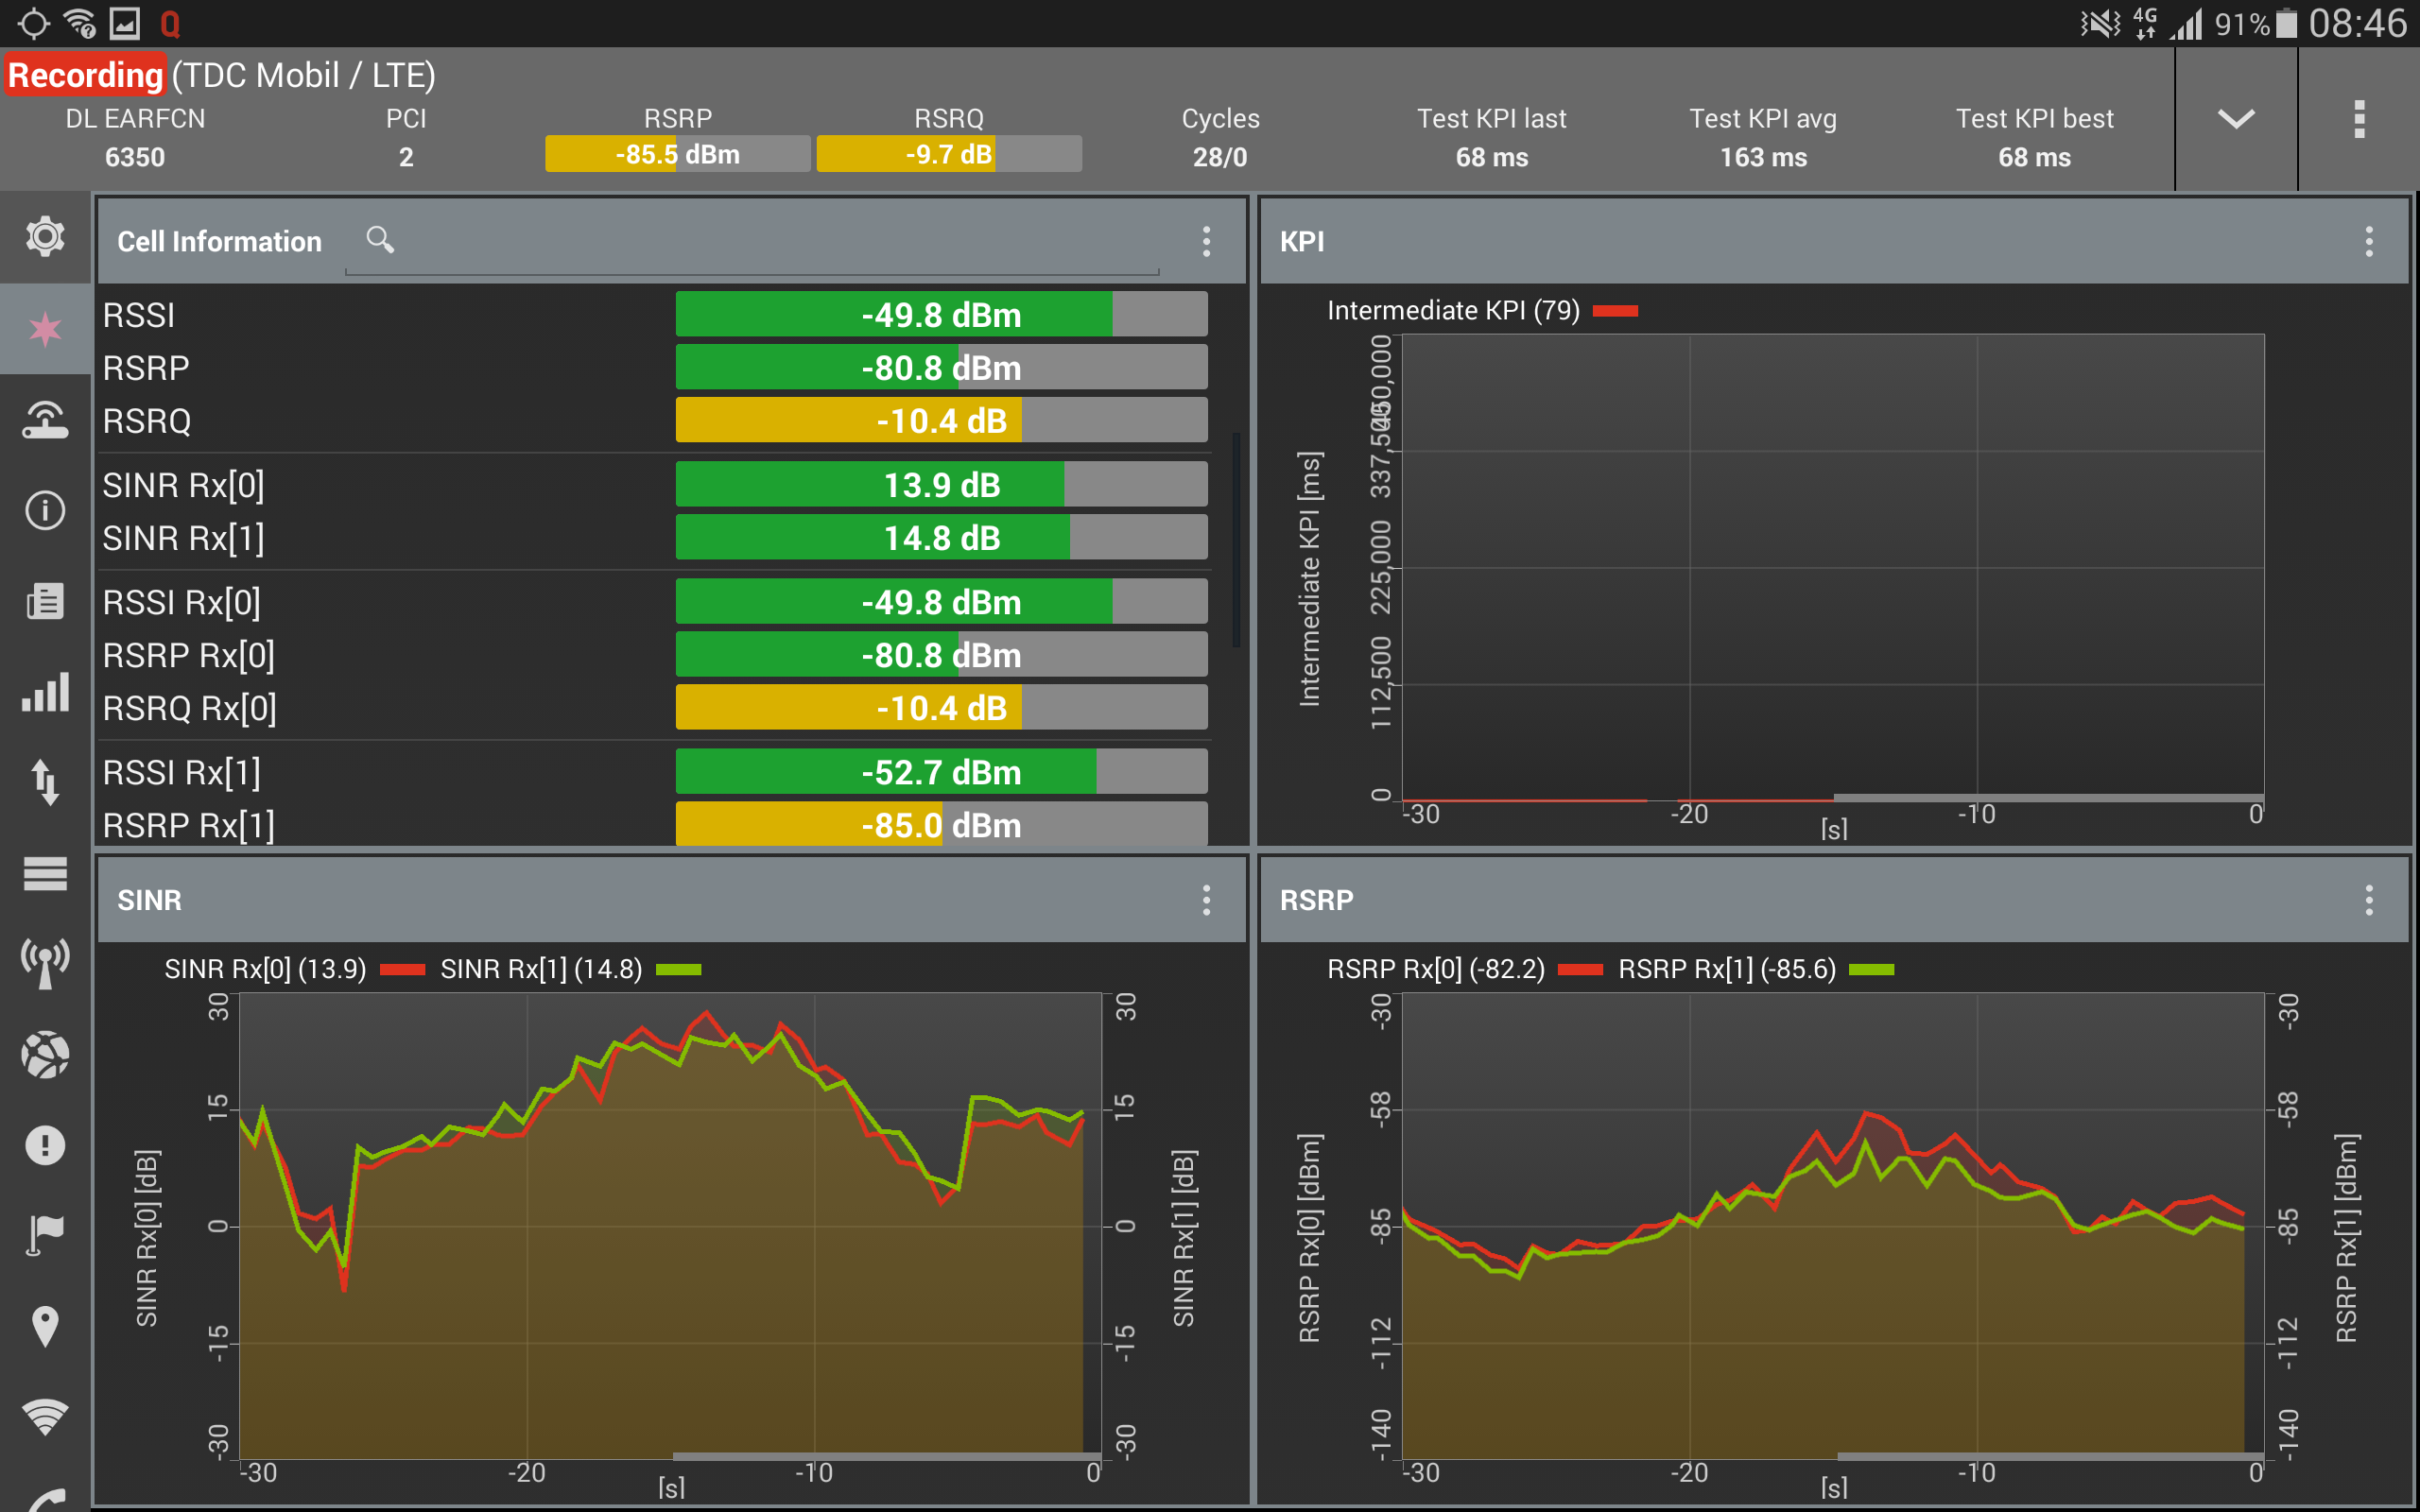 4G 91% 08:46
Recording (TDC Mobil / LTE)
DL EARFCN PCI RSRP RSRQ Cycles Test KPI last Test KPI avg Test KPI best
6350 2 -85.5 dBm -9.7 dB 28/0 68 ms 163 ms 68 ms
Cell Information
RSSI -49.8 dBm
RSRP -80.8 dBm
RSRQ -10.4 dB
SINR Rx[0] 13.9 dB
SINR Rx[1] 14.8 dB
RSSI Rx[0] -49.8 dBm
RSRP Rx[0] -80.8 dBm
RSRQ Rx[0] -10.4 dB
RSSI Rx[1] -52.7 dBm
RSRP Rx[1] -85.0 dBm
KPI
Intermediate KPI (79)
Intermediate KPI [ms]
450,000
337,500
225,000
112,500
0
-30 -20 -10 0
[s]
SINR
SINR Rx[0] (13.9) SINR Rx[1] (14.8)
SINR Rx[0] [dB]
30 30
15 15
0 0
-15 -15
-30 -30
SINR Rx[1] [dB]
-30 -20 -10 0
[s]
RSRP
RSRP Rx[0] (-82.2) RSRP Rx[1] (-85.6)
RSRP Rx[0] [dBm]
-30 -30
-58 -58
-85 -85
-112 -112
-140 -140
RSRP Rx[1] [dBm]
-30 -20 -10 0
[s]